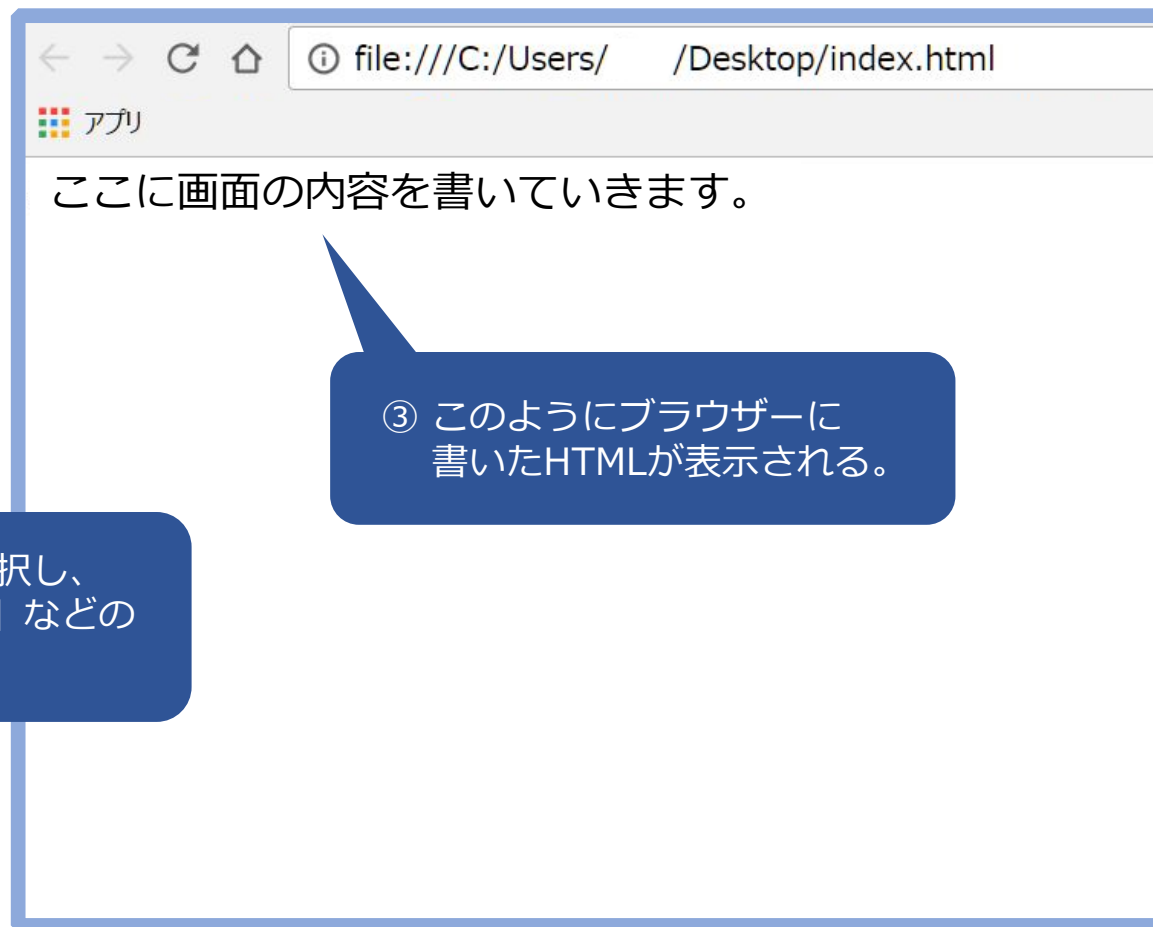 file:///C:/Users/ /Desktop/index.html
アプリ
ここに画面の内容を書いていきます。
③ このようにブラウザーに
書いたHTMLが表示される。
択し、
」などの